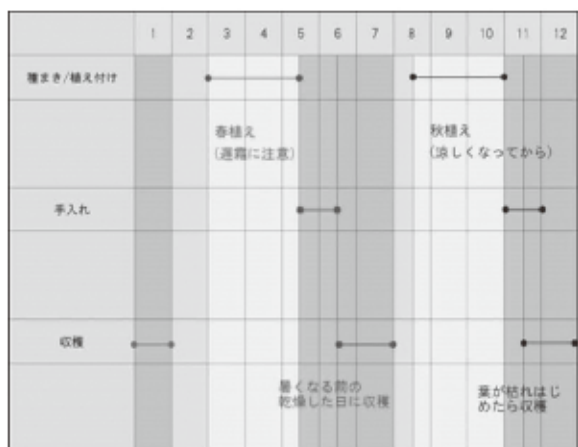 1 2 3 4 5 6 7 8 9 10 11 12
種まき/植え付け
春植え
(遅霜に注意)
秋植え
(涼しくなってから)
手入れ
収穫
暑くなる前の
乾燥した日に収穫
葉が枯れはじ
めたら収穫